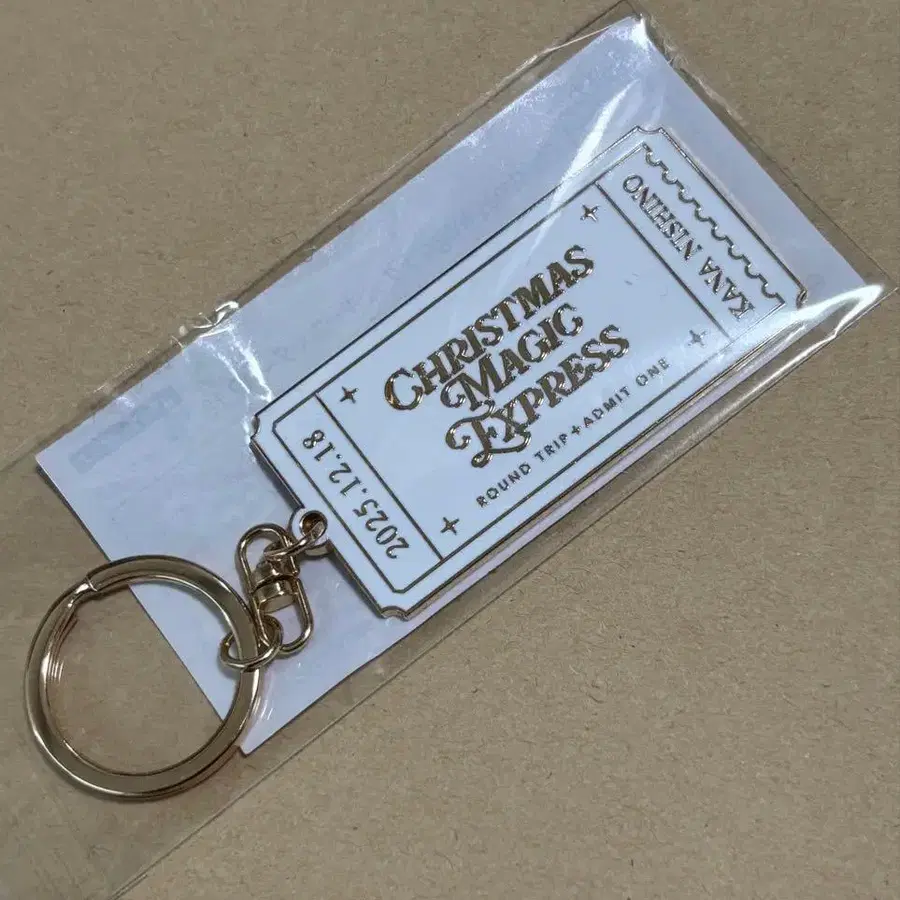 2025.12.18
CHRISTMAS
MAGIC
EXPRESS
ROUND TRIP+ADMIT ONE
KANA NISHINO